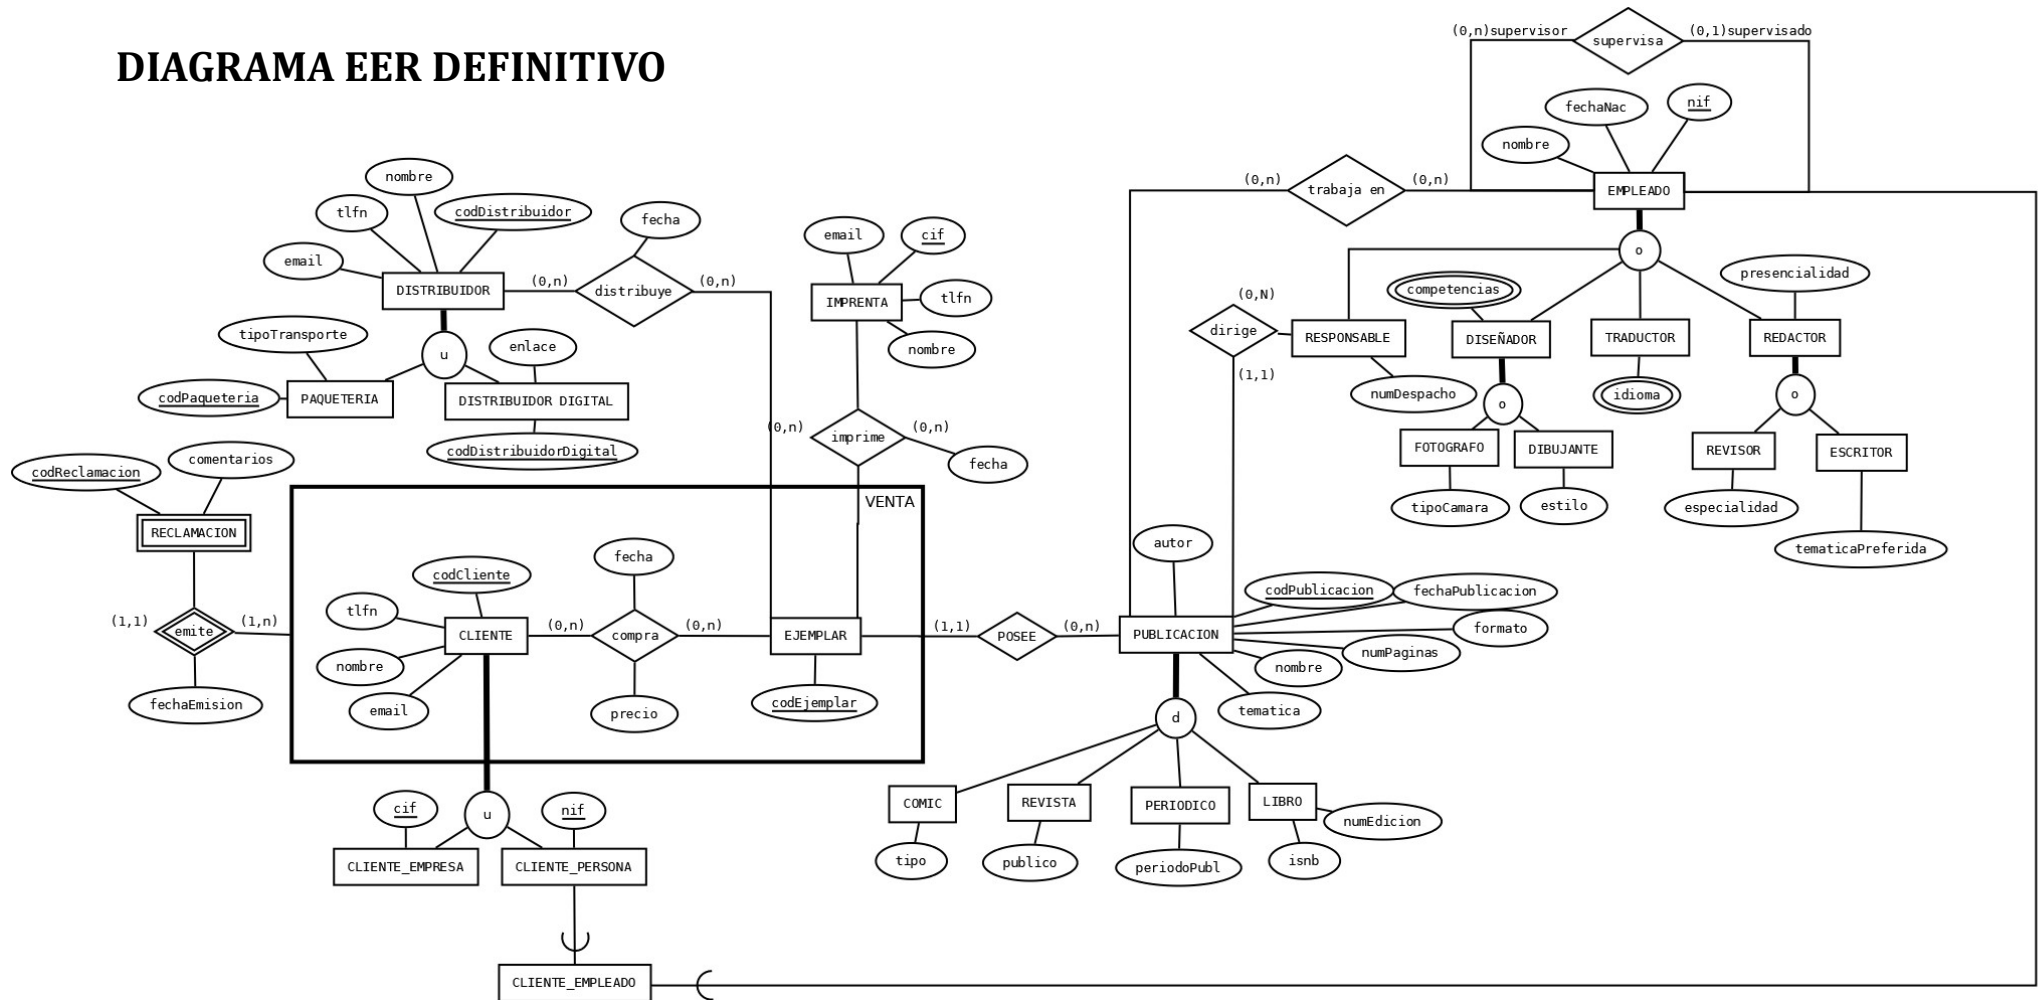 DIAGRAMA EER DEFINITIVO
(0,n)supervisor
supervisa
(0,1)supervisado
fechaNac
nif
nombre
(0,n)
trabaja en
(0,n)
EMPLEADO
nombre
tlfn
codDistribuidor
email
DISTRIBUIDOR
(0,n)
fecha
distribuye
(0,n)
email
cif
IMPRENTA
tlfn
nombre
o
presencialidad
competencias
(0,N)
dirige
(1,1)
RESPONSABLE
DISEÑADOR
TRADUCTOR
REDACTOR
numDespacho
idioma
o
o
tipoTransporte
u
enlace
codPaqueteria
PAQUETERIA
DISTRIBUIDOR DIGITAL
codDistribuidorDigital
(0,n)
imprime
(0,n)
fecha
FOTOGRAFO
DIBUJANTE
REVISOR
ESCRITOR
tipoCamara
estilo
especialidad
tematicaPreferida
codReclamacion
comentarios
RECLAMACION
VENTA
(1,1)
emite
(1,n)
fechaEmision
codCliente
tlfn
CLIENTE
nombre
email
(0,n)
fecha
compra
(0,n)
precio
EJEMPLAR
codEjemplar
(1,1)
POSEE
(0,n)
autor
PUBLICACION
codPublicacion
fechaPublicacion
formato
numPaginas
nombre
tematica
d
COMIC
REVISTA
PERIODICO
LIBRO
numEdicion
tipo
publico
periodoPubl
isnb
cif
u
nif
CLIENTE_EMPRESA
CLIENTE_PERSONA
CLIENTE_EMPLEADO